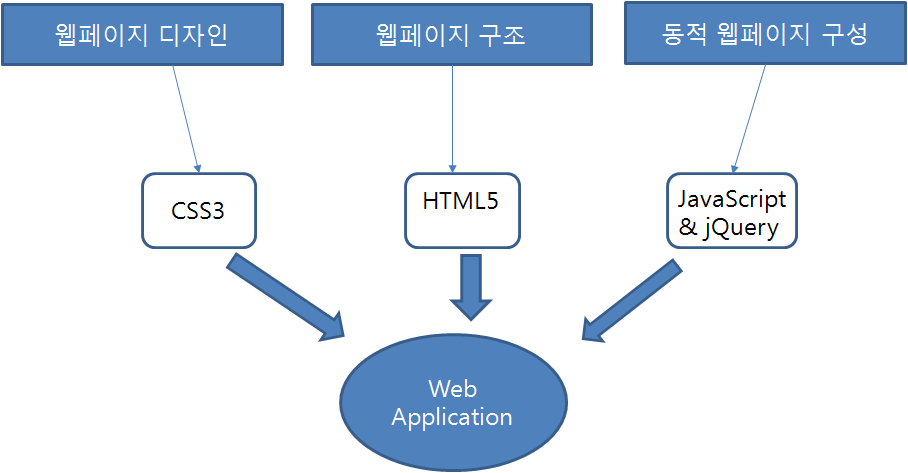 웹페이지 디자인
웹페이지 구조
동적 웹페이지 구성
CSS3
HTML5
JavaScript
& jQuery
Web
Application